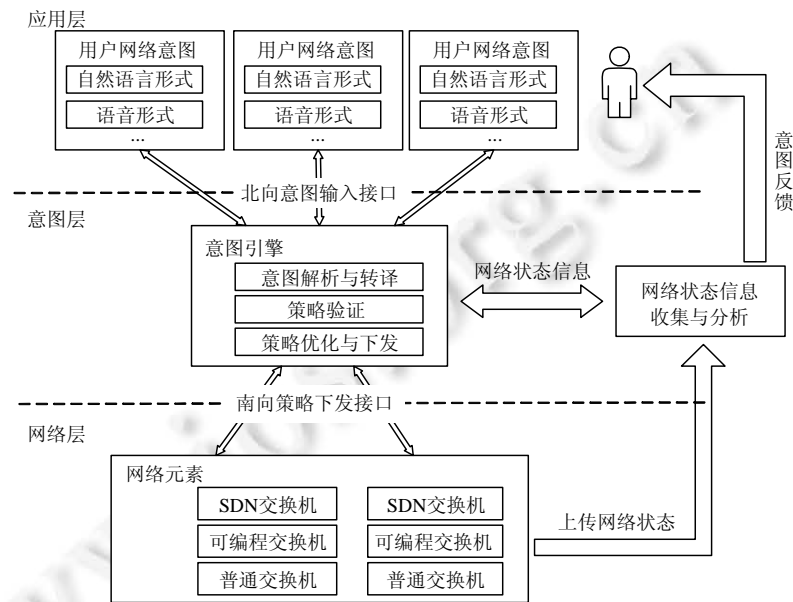 应用层
用户网络意图
自然语言形式
语音形式
...
用户网络意图
自然语言形式
语音形式
...
用户网络意图
自然语言形式
语音形式
...
意图反馈
北向意图输入接口
意图层
意图引擎
意图解析与转译
策略验证
策略优化与下发
网络状态信息
网络状态信息
收集与分析
南向策略下发接口
网络层
网络元素
SDN交换机
可编程交换机
普通交换机
SDN交换机
可编程交换机
普通交换机
上传网络状态